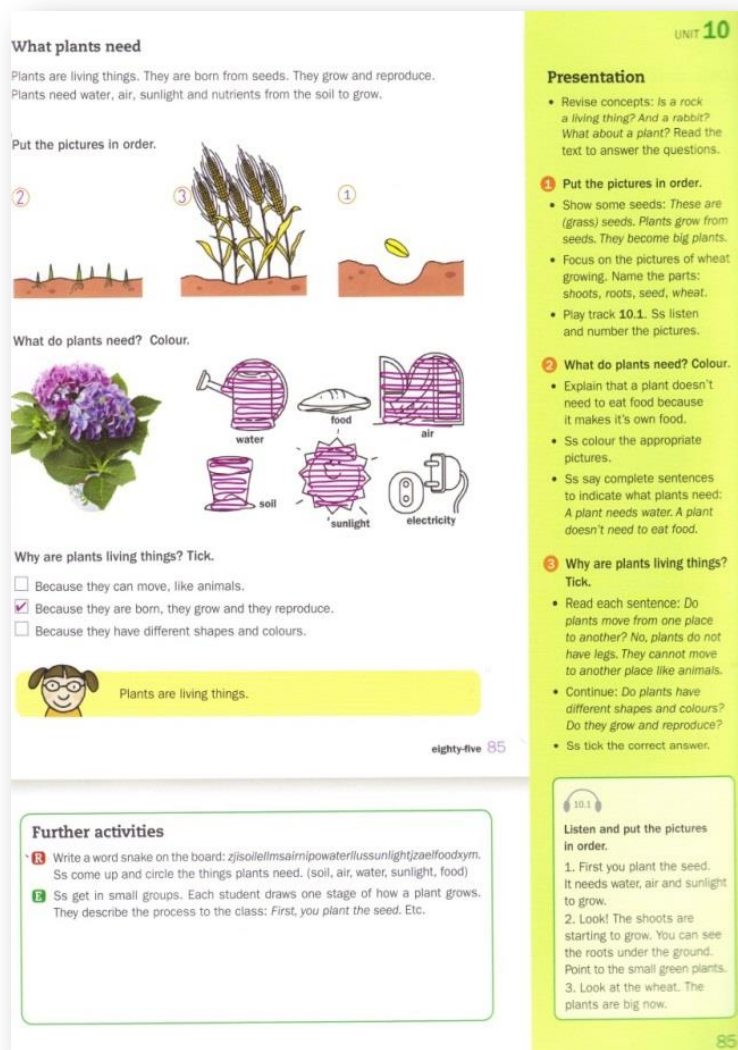 What plants need
Plants are living things. They are born from seeds. They grow and reproduce.
Plants need water, air, sunlight and nutrients from the soil to grow.
Put the pictures in order.
2
3
1
What do plants need? Colour.
water
food
air
soil
sunlight
electricity
Why are plants living things? Tick.
Because they can move, like animals.
Because they are born, they grow and they reproduce.
Because they have different shapes and colours.
Plants are living things.
eighty-five 85
Further activities
R Write a word snake on the board: zjisoilellmsairnipowaterllussunlightjzaelfoodxym.
Ss come up and circle the things plants need. (soil, air, water, sunlight, food)
E Ss get in small groups. Each student draws one stage of how a plant grows.
They describe the process to the class: First, you plant the seed. Etc.
UNIT 10
Presentation
• Revise concepts: Is a rock
a living thing? And a rabbit?
What about a plant? Read the
text to answer the questions.
1 Put the pictures in order.
• Show some seeds: These are
(grass) seeds. Plants grow from
seeds. They become big plants.
• Focus on the pictures of wheat
growing. Name the parts:
shoots, roots, seed, wheat.
• Play track 10.1. Ss listen
and number the pictures.
2 What do plants need? Colour.
• Explain that a plant doesn't
need to eat food because
it makes it's own food.
• Ss colour the appropriate
pictures.
• Ss say complete sentences
to indicate what plants need:
A plant needs water. A plant
doesn't need to eat food.
3 Why are plants living things?
Tick.
• Read each sentence: Do
plants move from one place
to another? No, plants do not
have legs. They cannot move
to another place like animals.
• Continue: Do plants have
different shapes and colours?
Do they grow and reproduce?
• Ss tick the correct answer.
10.1
Listen and put the pictures
in order.
1. First you plant the seed.
It needs water, air and sunlight
to grow.
2. Look! The shoots are
starting to grow. You can see
the roots under the ground.
Point to the small green plants.
3. Look at the wheat. The
plants are big now.
85